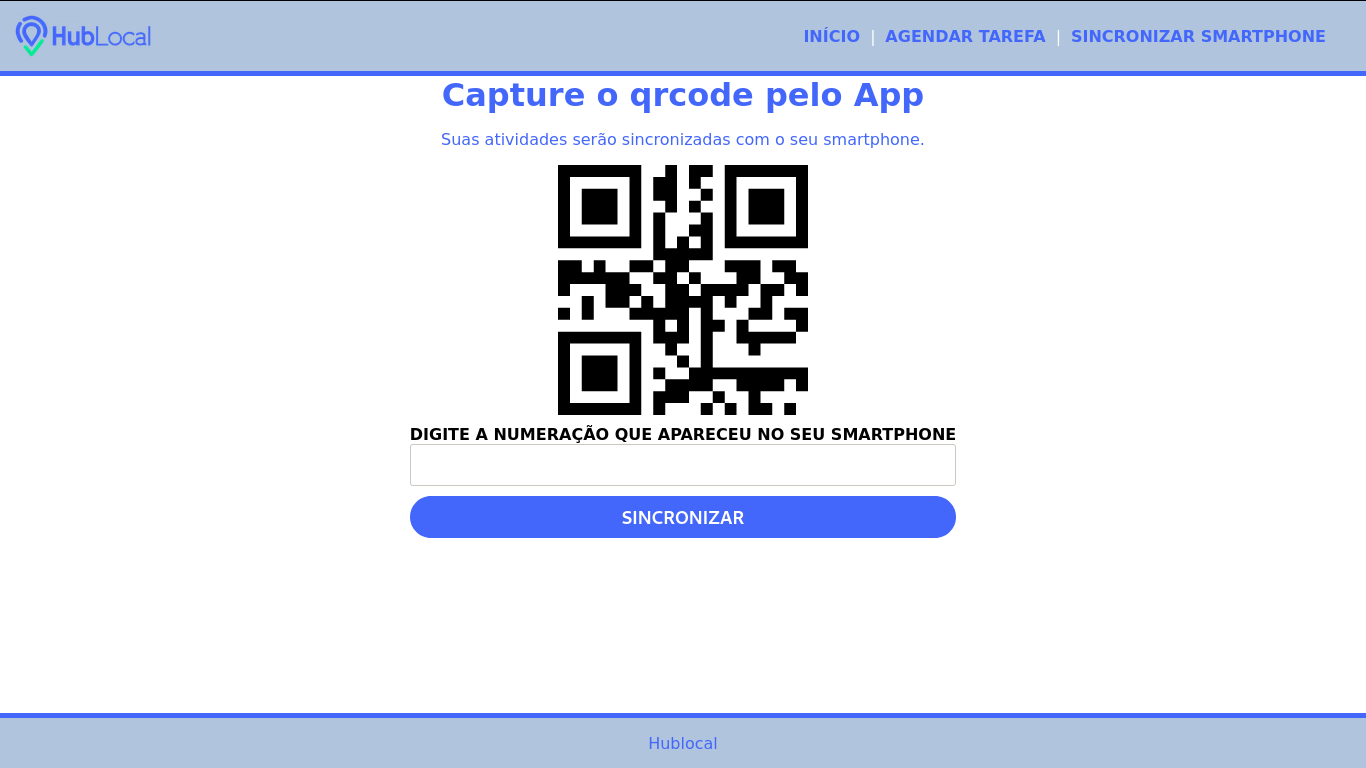 HubLocal
INÍCIO | AGENDAR TAREFA | SINCRONIZAR SMARTPHONE
Capture o qrcode pelo App
Suas atividades serão sincronizadas com o seu smartphone.
DIGITE A NUMERAÇÃO QUE APARECEU NO SEU SMARTPHONE
SINCRONIZAR
Hublocal